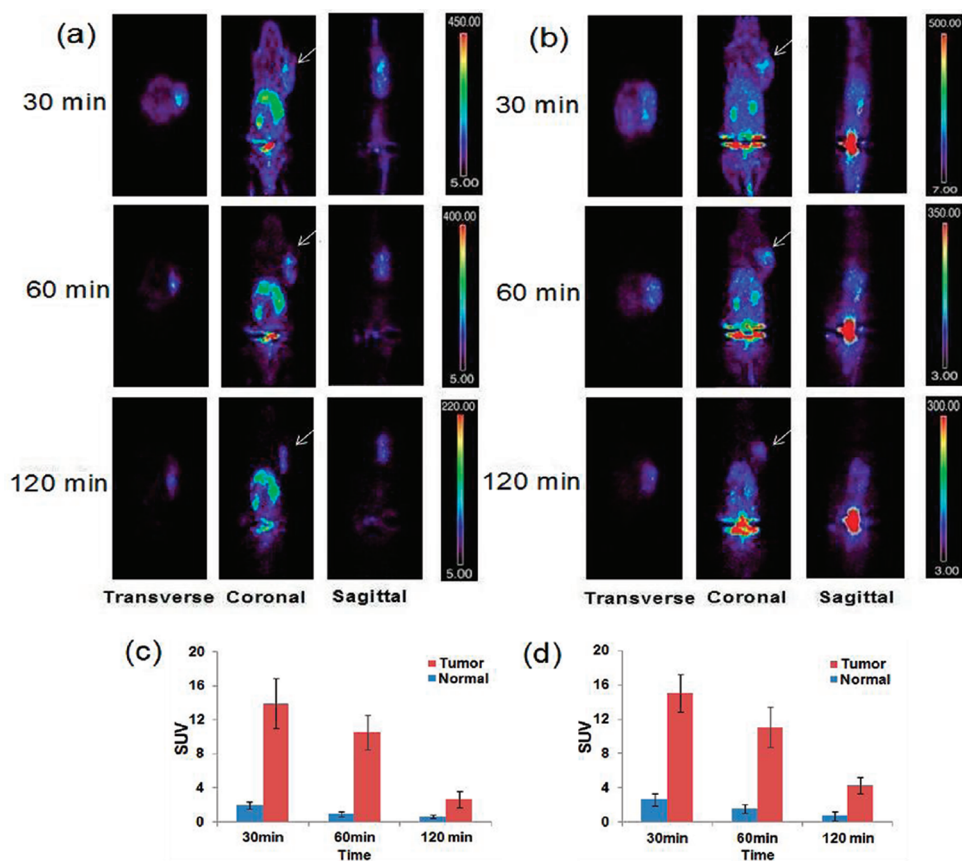 (a)
450.00
30 min
5.00
400.00
60 min
5.00
220.00
120 min
5.00
Transverse Coronal Sagittal
(b)
500.00
30 min
7.00
350.00
60 min
3.00
300.00
120 min
3.00
Transverse Coronal Sagittal
(c)
20
16
12
8
4
0
SUV
Tumor
Normal
30min 60min 120 min
Time
(d)
20
16
12
8
4
0
SUV
Tumor
Normal
30min 60min 120 min
Time